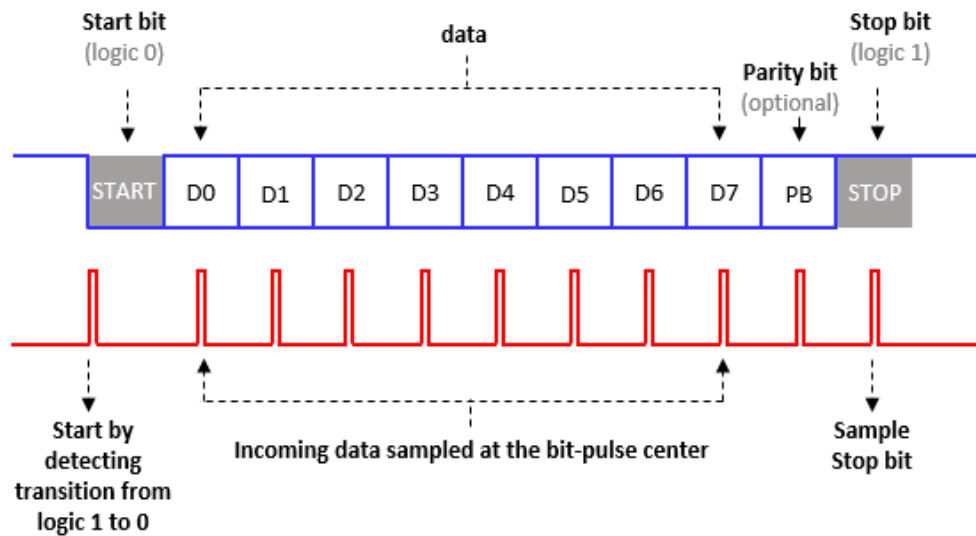 Start bit
(logic 0)
data
Stop bit
(logic 1)
Parity bit
(optional)
START D0 D1 D2 D3 D4 D5 D6 D7 PB STOP
Start by
detecting
transition from
logic 1 to 0
Incoming data sampled at the bit-pulse center
Sample
Stop bit